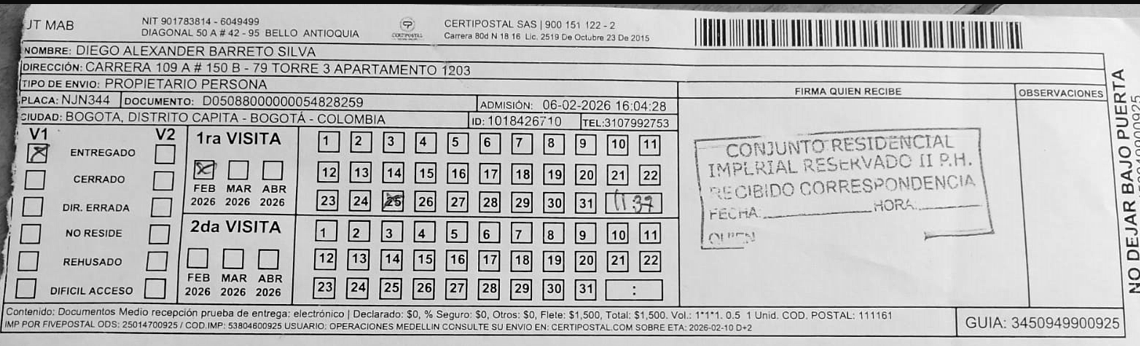 JT MAB
NIT 901783814 - 6049499
DIAGONAL 50 A # 42 - 95 BELLO ANTIOQUIA
CERTIPOSTAL
CERTIPOSTAL SAS | 900 151 122 - 2
Carrera 80d N 18 16 Lic. 2519 De Octubre 23 de 2015
NOMBRE: DIEGO ALEXANDER BARRETO SILVA
DIRECCIÓN: CARRERA 109 A # 150 B - 79 TORRE 3 APARTAMENTO 1203
TIPO DE ENVIO: PROPIETARIO PERSONA
PLACA: NJN344 DOCUMENTO: D05088000000054828259 ADMISIÓN: 06-02-2026 16:04:28
CIUDAD: BOGOTA, DISTRITO CAPITA - BOGOTÁ - COLOMBIA ID: 1018426710 TEL:3107992753
FIRMA QUIEN RECIBE
OBSERVACIONES
V1 V2
ENTREGADO
CERRADO
DIR. ERRADA
NO RESIDE
REHUSADO
DIFICIL ACCESO
1ra VISITA
FEB MAR ABR
2026 2026 2026
1 2 3 4 5 6 7 8 9 10 11
12 13 14 15 16 17 18 19 20 21 22
23 24 25 26 27 28 29 30 31 11:37
2da VISITA
FEB MAR ABR
2026 2026 2026
1 2 3 4 5 6 7 8 9 10 11
12 13 14 15 16 17 18 19 20 21 22
23 24 25 26 27 28 29 30 31 :
CONJUNTO RESIDENCIAL
IMPERIAL RESERVADO II P.H.
RECIBIDO CORRESPONDENCIA
FECHA HORA
QUIEN
NO DEJAR BAJO PUERTA
Contenido: Documentos Medio recepción prueba de entrega: electrónico | Declarado: $0, % Seguro: $0, Otros: $0, Flete: $1,500, Total: $1,500. Vol.: 1*1*1. 0.5 1 Unid. COD. POSTAL: 111161
IMP POR FIVEPOSTAL ODS: 25014700925 / COD.IMP: 53804600925 USUARIO: OPERACIONES MEDELLIN CONSULTE SU ENVIO EN: CERTIPOSTAL.COM SOBRE ETA: 2026-02-10 D+2
GUIA: 3450949900925